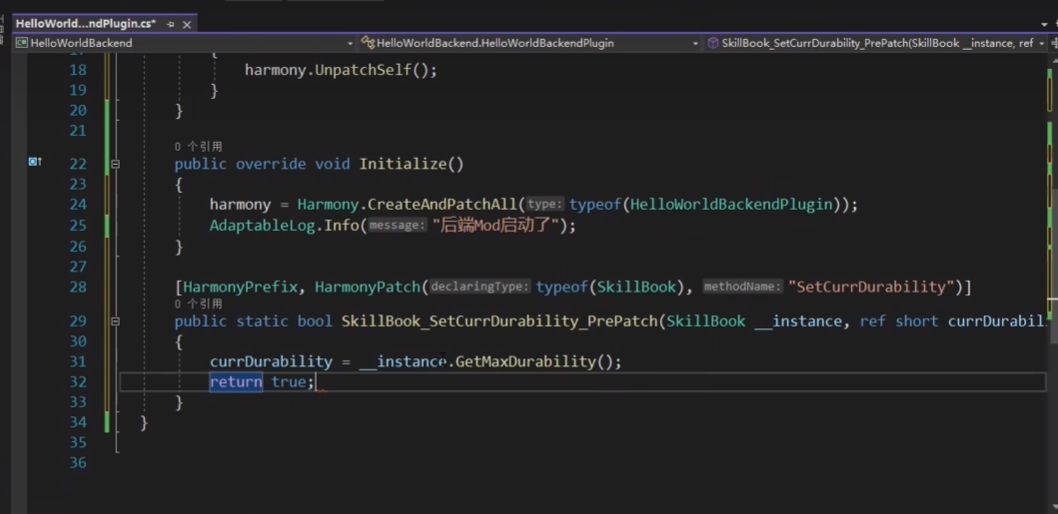 HelloWorld...ndPlugin.cs*
HelloWorldBackend HelloWorldBackend.HelloWorldBackendPlugin SkillBook_SetCurrDurability_PrePatch(SkillBook __instance, ref
18 harmony.UnpatchSelf();
19 }
20 }
21
0 个引用
22 public override void Initialize()
23 {
24 harmony = Harmony.CreateAndPatchAll(type: typeof(HelloWorldBackendPlugin));
25 AdaptableLog.Info(message: "后端Mod启动了");
26 }
27
28 [HarmonyPrefix, HarmonyPatch(declaringType: typeof(SkillBook), methodName: "SetCurrDurability")]
0 个引用
29 public static bool SkillBook_SetCurrDurability_PrePatch(SkillBook __instance, ref short currDurabil
30 {
31 currDurability = __instance.GetMaxDurability();
32 return true;
33 }
34 }
35
36